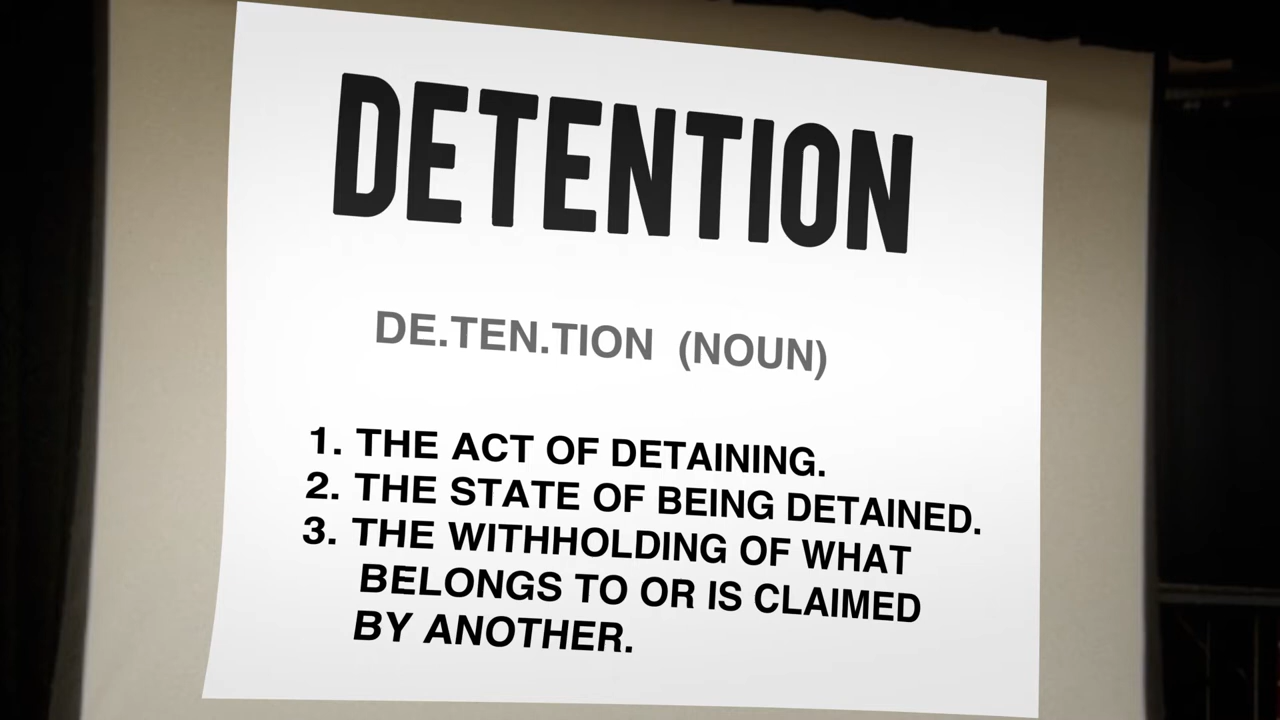 DETENTION
DE.TEN.TION (NOUN)
1. THE ACT OF DETAINING.
2. THE STATE OF BEING DETAINED.
3. THE WITHHOLDING OF WHAT
BELONGS TO OR IS CLAIMED
BY ANOTHER.